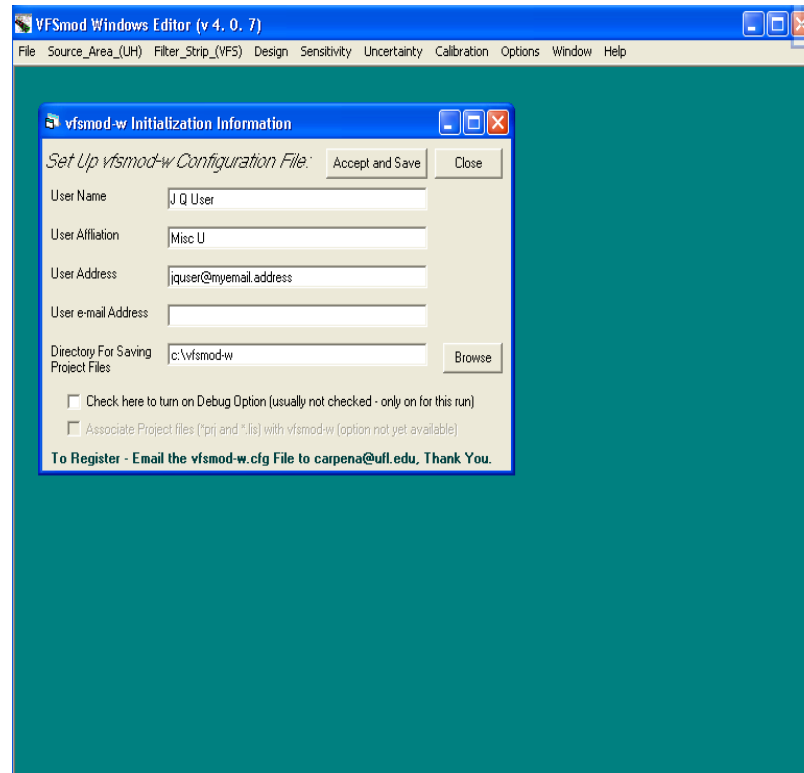 VFSmod Windows Editor (v 4. 0. 7)
File Source_Area_(UH) Filter_Strip_(VFS) Design Sensitivity Uncertainty Calibration Options Window Help
vfsmod-w Initialization Information
Set Up vfsmod-w Configuration File: Accept and Save Close
User Name J Q User
User Affliation Misc U
User Address jquser@myemail.address
User e-mail Address
Directory For Saving Project Files c:\vfsmod-w Browse
Check here to turn on Debug Option (usually not checked - only on for this run)
Associate Project files (*prj and *.lis) with vfsmod-w (option not yet available)
To Register - Email the vfsmod-w.cfg File to carpena@ufl.edu, Thank You.